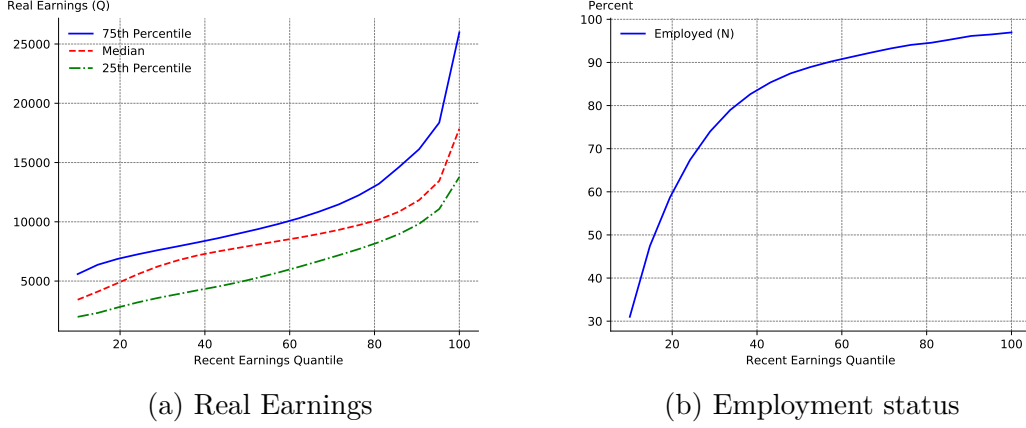 Real Earnings (Q)
75th Percentile
Median
25th Percentile
25000
20000
15000
10000
5000
20 40 60 80 100
Recent Earnings Quantile
(a) Real Earnings
Percent
Employed (N)
100
90
80
70
60
50
40
30
20 40 60 80 100
Recent Earnings Quantile
(b) Employment status